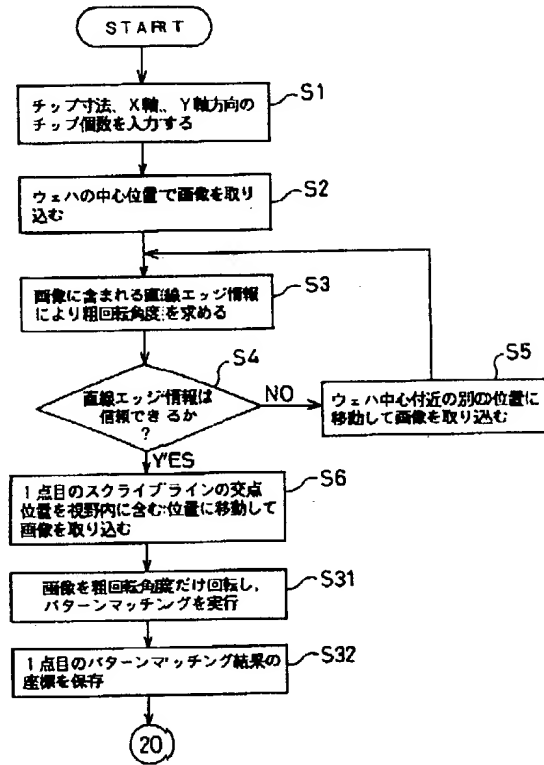 START
チップ寸法、X軸、Y軸方向の
チップ個数を入力する
S1
ウェハの中心位置で画像を取り
込む
S2
画像に含まれる直線エッジ情報
により粗回転角度を求める
S3
直線エッジ情報は
信頼できるか
?
S4
NO
ウェハ中心付近の別の位置に
移動して画像を取り込む
S5
YES
1点目のスクライブラインの交点
位置を視野内に含む位置に移動して
画像を取り込む
S6
画像を粗回転角度だけ回転し、
パターンマッチングを実行
S31
1点目のパターンマッチング結果の
座標を保存
S32
20